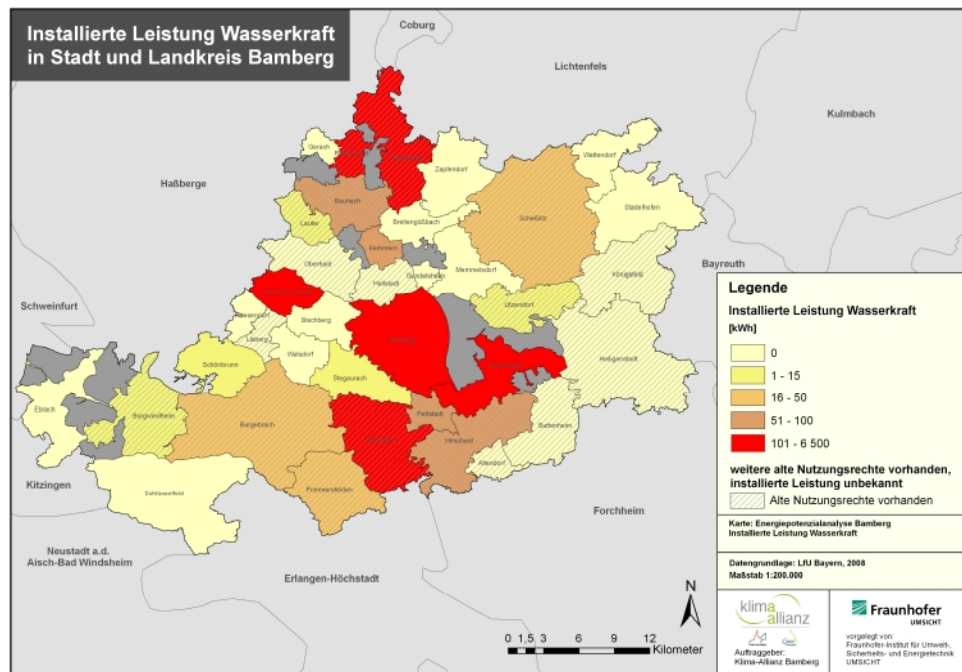 Installierte Leistung Wasserkraft
in Stadt und Landkreis Bamberg
Coburg
Lichtenfels
Kulmbach
Haßberge
Bayreuth
Schweinfurt
Kitzingen
Neustadt a.d.
Aisch-Bad Windsheim
Erlangen-Höchstadt
Forchheim
Gerach
Zapfendorf
Wattendorf
Stadelhofen
Scheßlitz
Baunach
Lauter
Breitengüßbach
Kemmern
Oberhaid
Hallstadt
Gundelsheim
Memmelsdorf
Königsfeld
Litzendorf
Heiligenstadt
Bischberg
Lisberg
Walsdorf
Schönbrunn
Stegaurach
Ebrach
Burgwindheim
Burgebrach
Pettstadt
Hirschaid
Buttenheim
Altendorf
Pommersfelden
Legende
Installierte Leistung Wasserkraft
[kWh]
0
1 - 15
16 - 50
51 - 100
101 - 6 500
weitere alte Nutzungsrechte vorhanden,
installierte Leistung unbekannt
Alte Nutzungsrechte vorhanden
Karte: Energiepotenzialanalyse Bamberg
Installierte Leistung Wasserkraft
Datengrundlage: LfU Bayern, 2008
Maßstab 1:200.000
N
0 1,5 3 6 9 12
Kilometer
klima
allianz
Auftraggeber:
Klima-Allianz Bamberg
Fraunhofer
UMSICHT
vorgelegt von:
Fraunhofer-Institut für Umwelt-,
Sicherheits- und Energietechnik
UMSICHT